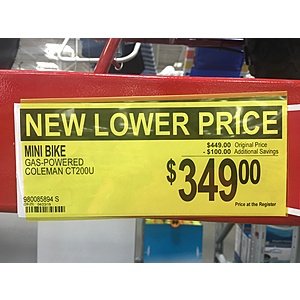 NEW LOWER PRICE
MINI BIKE
GAS-POWERED
COLEMAN CT200U
$449.00 Original Price
- $100.00 Additional Savings
$349.00
980085894 S
Price at the Register